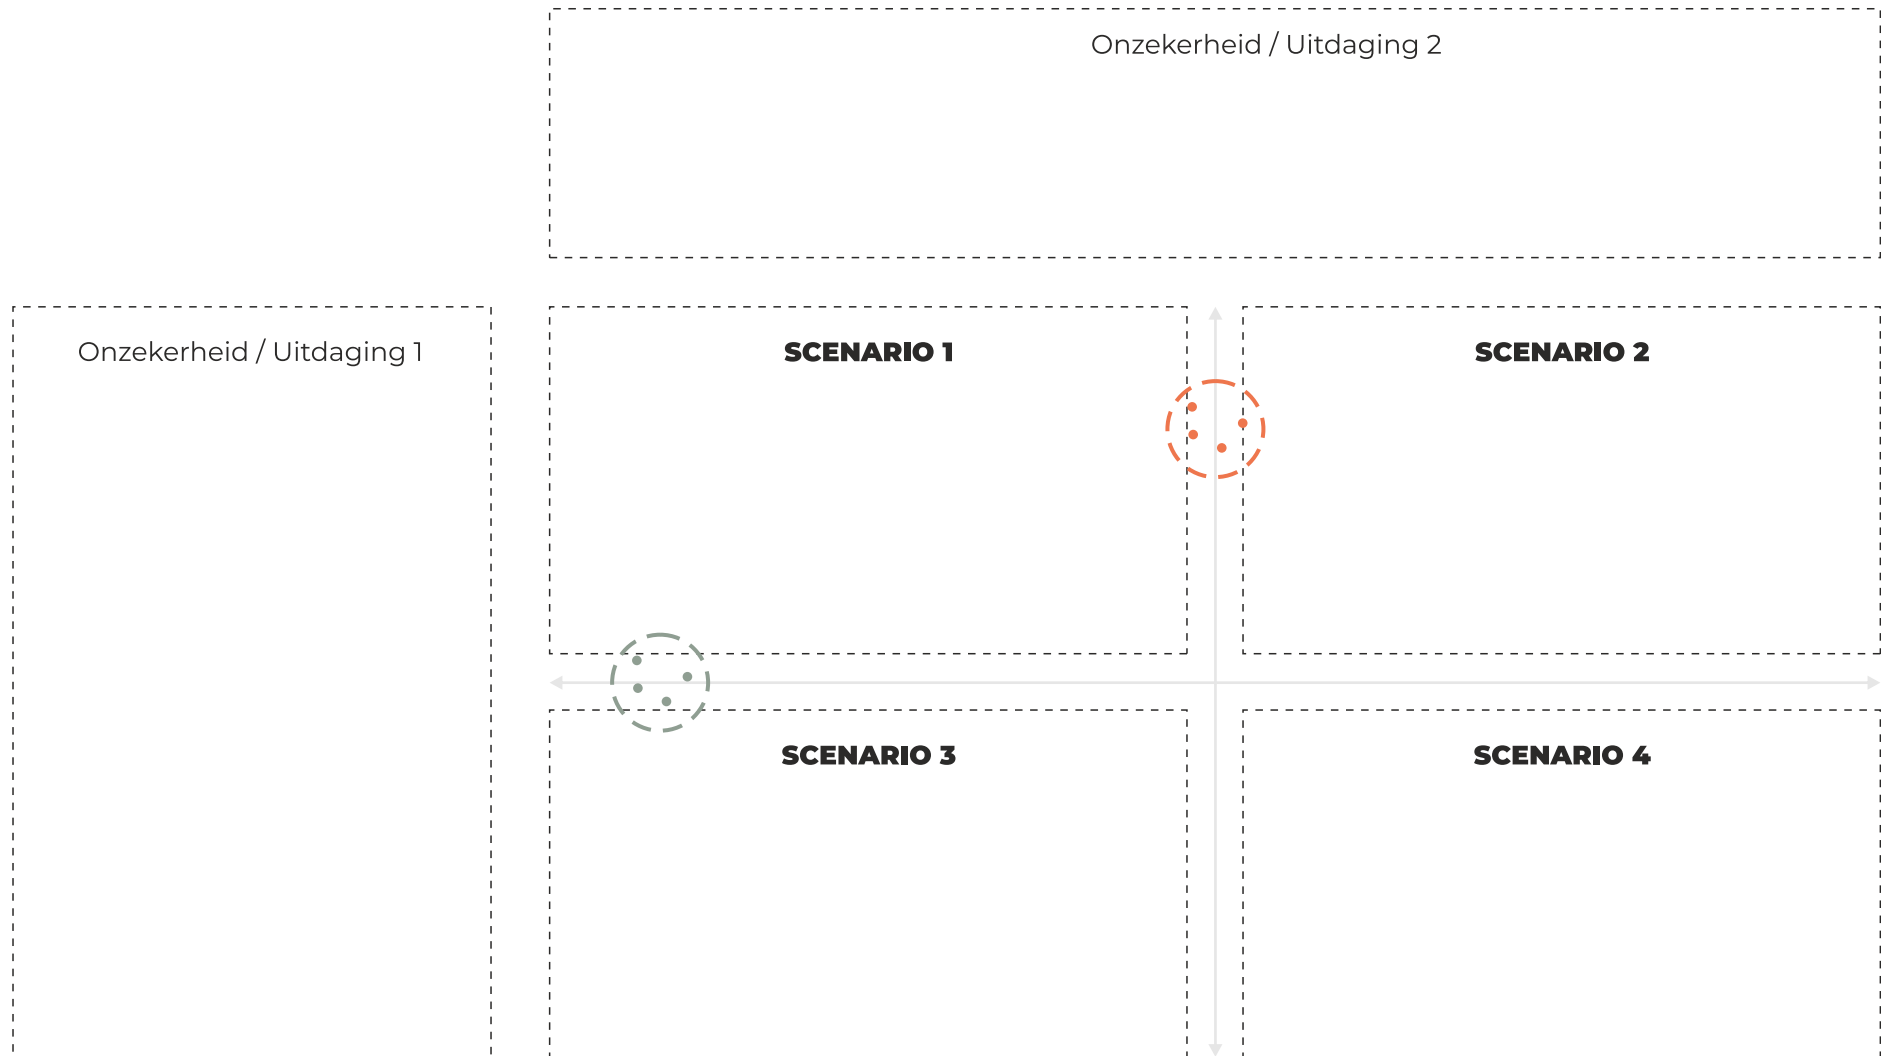 Onzekerheid / Uitdaging 2
Onzekerheid / Uitdaging 1
SCENARIO 1
SCENARIO 2
SCENARIO 3
SCENARIO 4